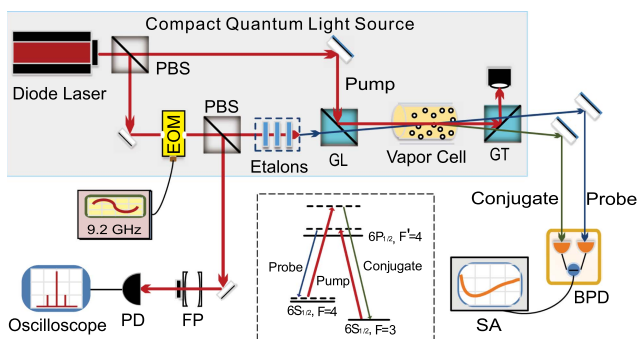 Compact Quantum Light Source
PBS
Diode Laser
Pump
PBS
EOM
Etalons
GL
Vapor Cell
GT
Conjugate
Probe
9.2 GHz
6P1/2, F'=4
Probe
Pump
Conjugate
6S1/2, F=4
6S1/2, F=3
Oscilloscope
PD
FP
SA
BPD